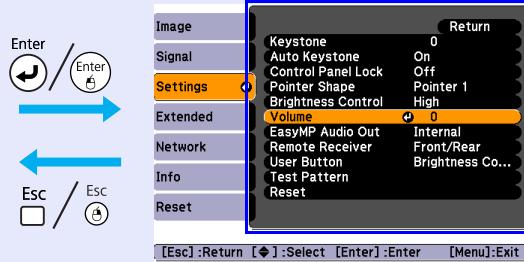 Enter
Enter
Esc
Esc
Image
Signal
Settings
Extended
Network
Info
Reset
Return
Keystone 0
Auto Keystone On
Control Panel Lock Off
Pointer Shape Pointer 1
Brightness Control High
Volume 0
EasyMP Audio Out Internal
Remote Receiver Front/Rear
User Button Brightness Co...
Test Pattern
Reset
[Esc] :Return [◆] :Select [Enter] :Enter [Menu]:Exit